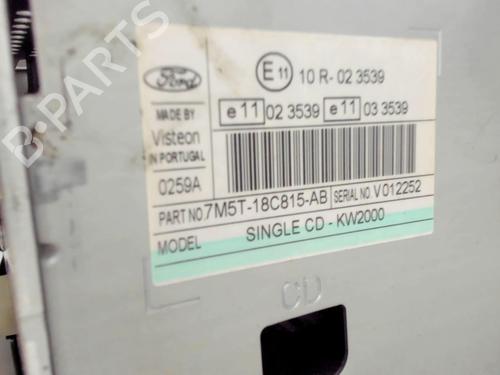 Ford
E 11 10 R- 02 3539
e 11 02 3539 e 11 03 3539
MADE BY
Visteon
IN PORTUGAL
0259A
PART NO. 7M5T-18C815-AB SERIAL NO. V012252
MODEL SINGLE CD - KW2000
CD
B-PARTS